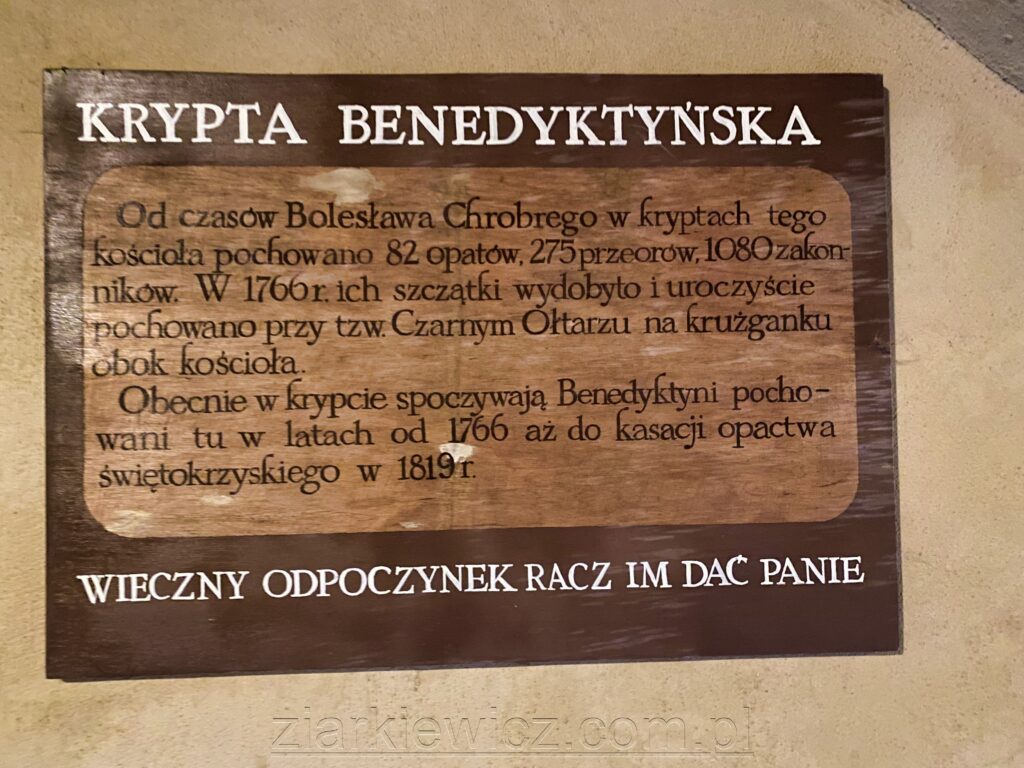 KRYPTA BENEDYKTYŃSKA
Od czasów Bolesława Chrobrego w kryptach tego
kościoła pochowano 82 opatów, 275 przeorów, 1080 zakon-
ników. W 1766 r. ich szczątki wydobyto i uroczyście
pochowano przy tzw. Czarnym Ołtarzu na krużganku
obok kościoła.
Obecnie w krypcie spoczywają Benedyktyni pocho-
wani tu w latach od 1766 aż do kasacji opactwa
świętokrzyskiego w 1819 r.
WIECZNY ODPOCZYNEK RACZ IM DAĆ PANIE
ziarkiewicz.com.pl